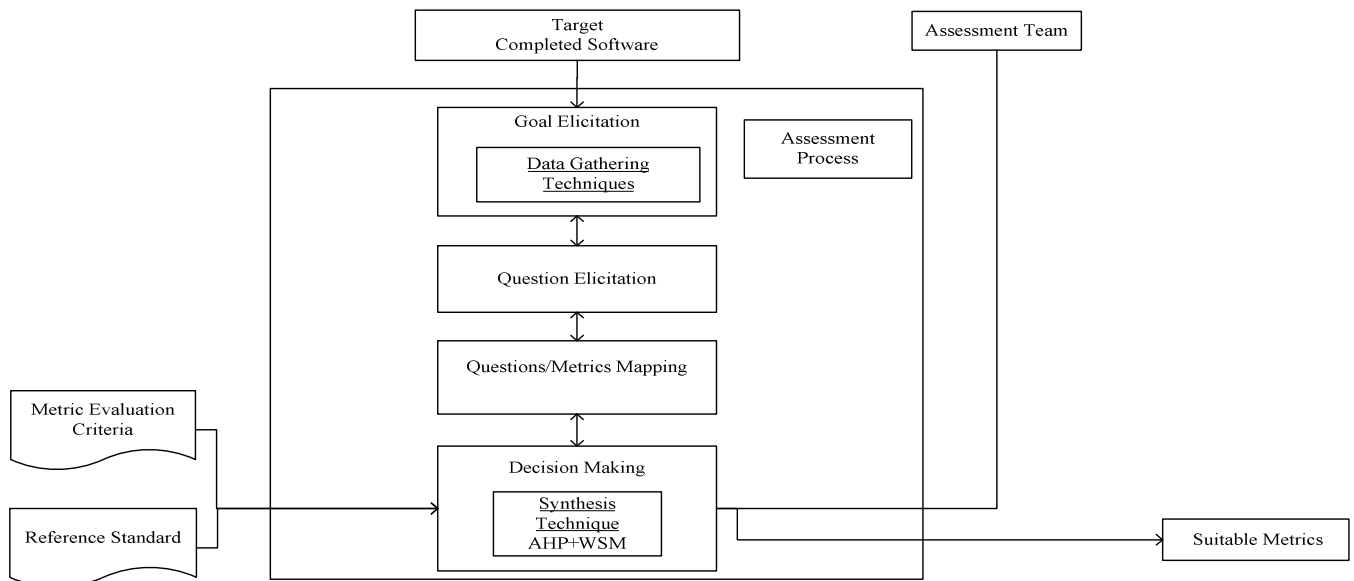 Target
Completed Software
Assessment Team
Goal Elicitation
Data Gathering
Techniques
Assessment
Process
Question Elicitation
Questions/Metrics Mapping
Metric Evaluation
Criteria
Decision Making
Synthesis
Technique
AHP+WSM
Reference Standard
Suitable Metrics